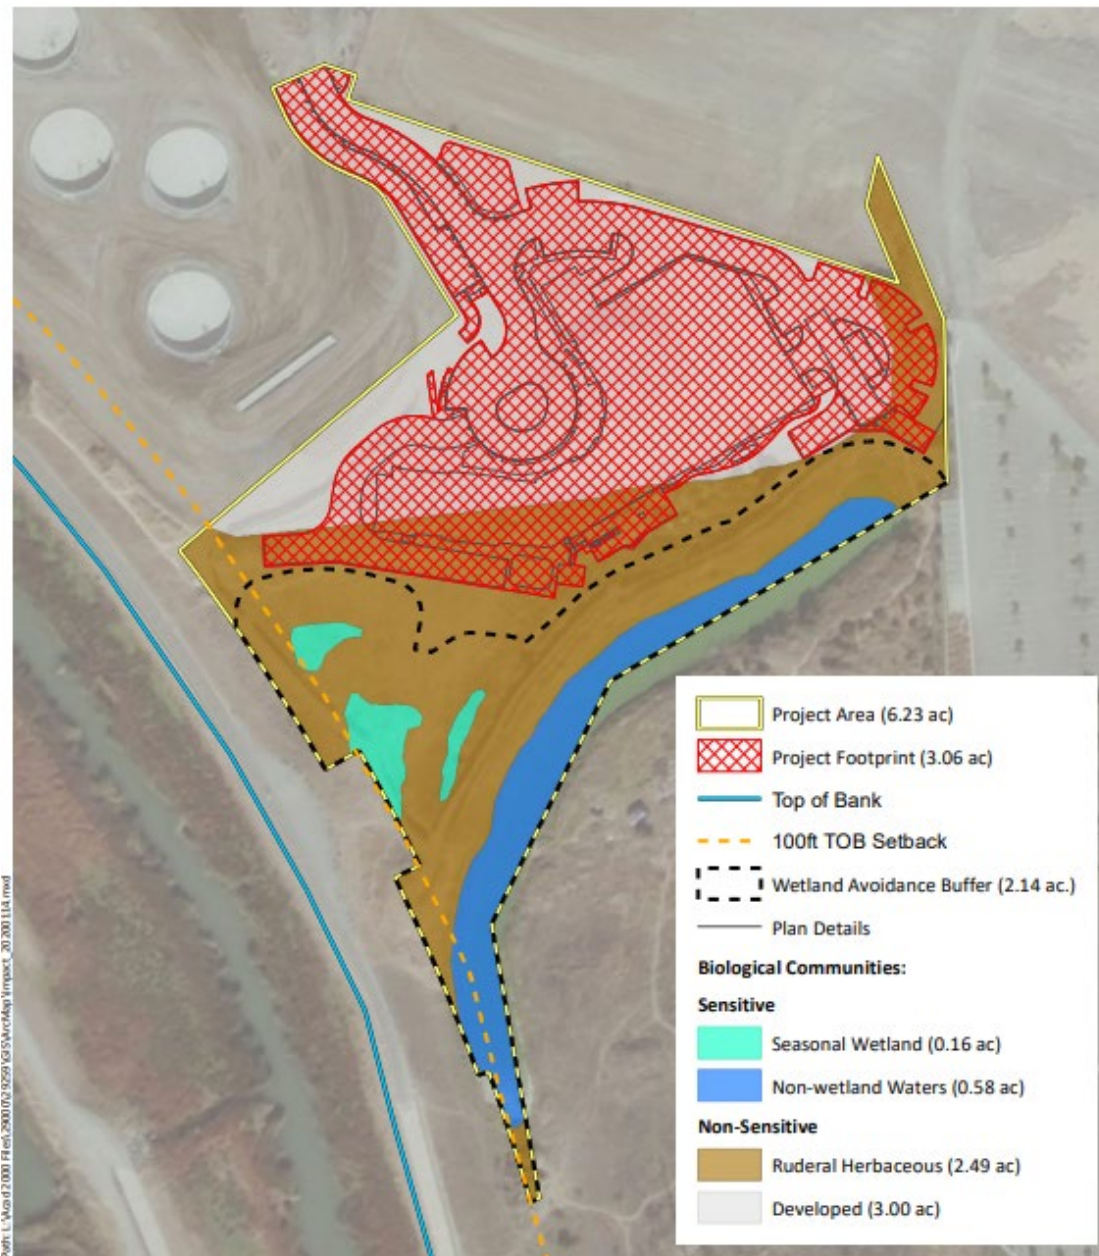 Project Area (6.23 ac)
Project Footprint (3.06 ac)
Top of Bank
100ft TOB Setback
Wetland Avoidance Buffer (2.14 ac.)
Plan Details
Biological Communities:
Sensitive
Seasonal Wetland (0.16 ac)
Non-wetland Waters (0.58 ac)
Non-Sensitive
Ruderal Herbaceous (2.49 ac)
Developed (3.00 ac)